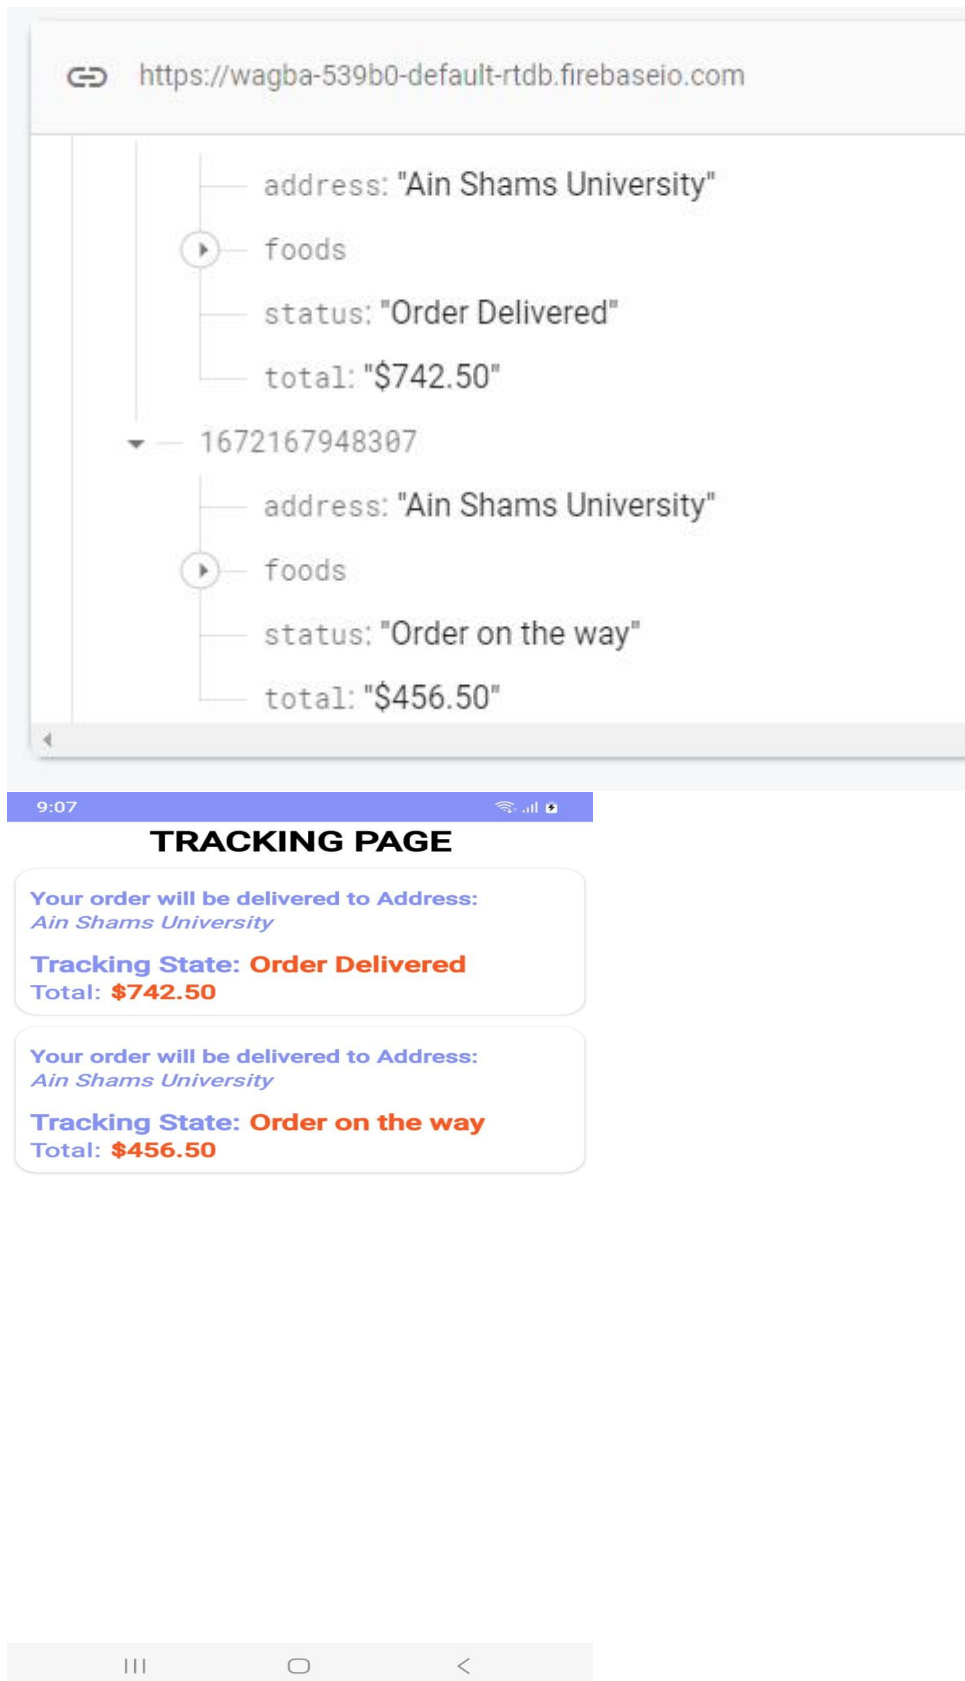 https://wagba-539b0-default-rtdb.firebaseio.com
address: "Ain Shams University"
foods
status: "Order Delivered"
total: "$742.50"
1672167948307
address: "Ain Shams University"
foods
status: "Order on the way"
total: "$456.50"
9:07
TRACKING PAGE
Your order will be delivered to Address:
Ain Shams University
Tracking State: Order Delivered
Total: $742.50
Your order will be delivered to Address:
Ain Shams University
Tracking State: Order on the way
Total: $456.50